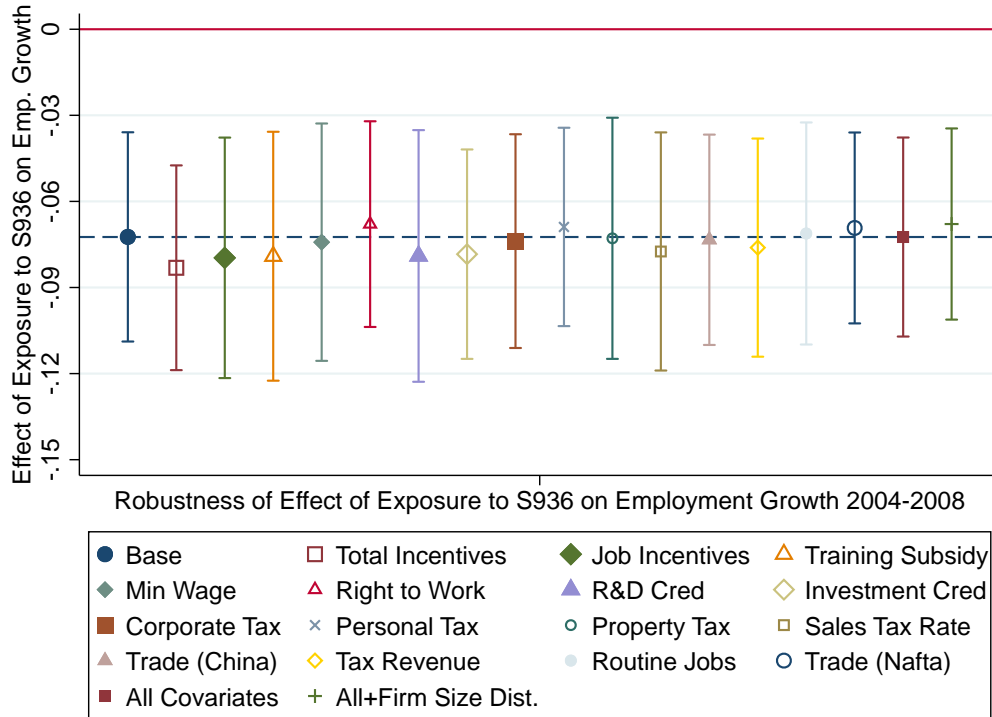 Effect of Exposure to S936 on Emp. Growth
0
-.03
-.06
-.09
-.12
-.15
Robustness of Effect of Exposure to S936 on Employment Growth 2004-2008
Base Total Incentives Job Incentives Training Subsidy
Min Wage Right to Work R&D Cred Investment Cred
Corporate Tax Personal Tax Property Tax Sales Tax Rate
Trade (China) Tax Revenue Routine Jobs Trade (Nafta)
All Covariates All+Firm Size Dist.